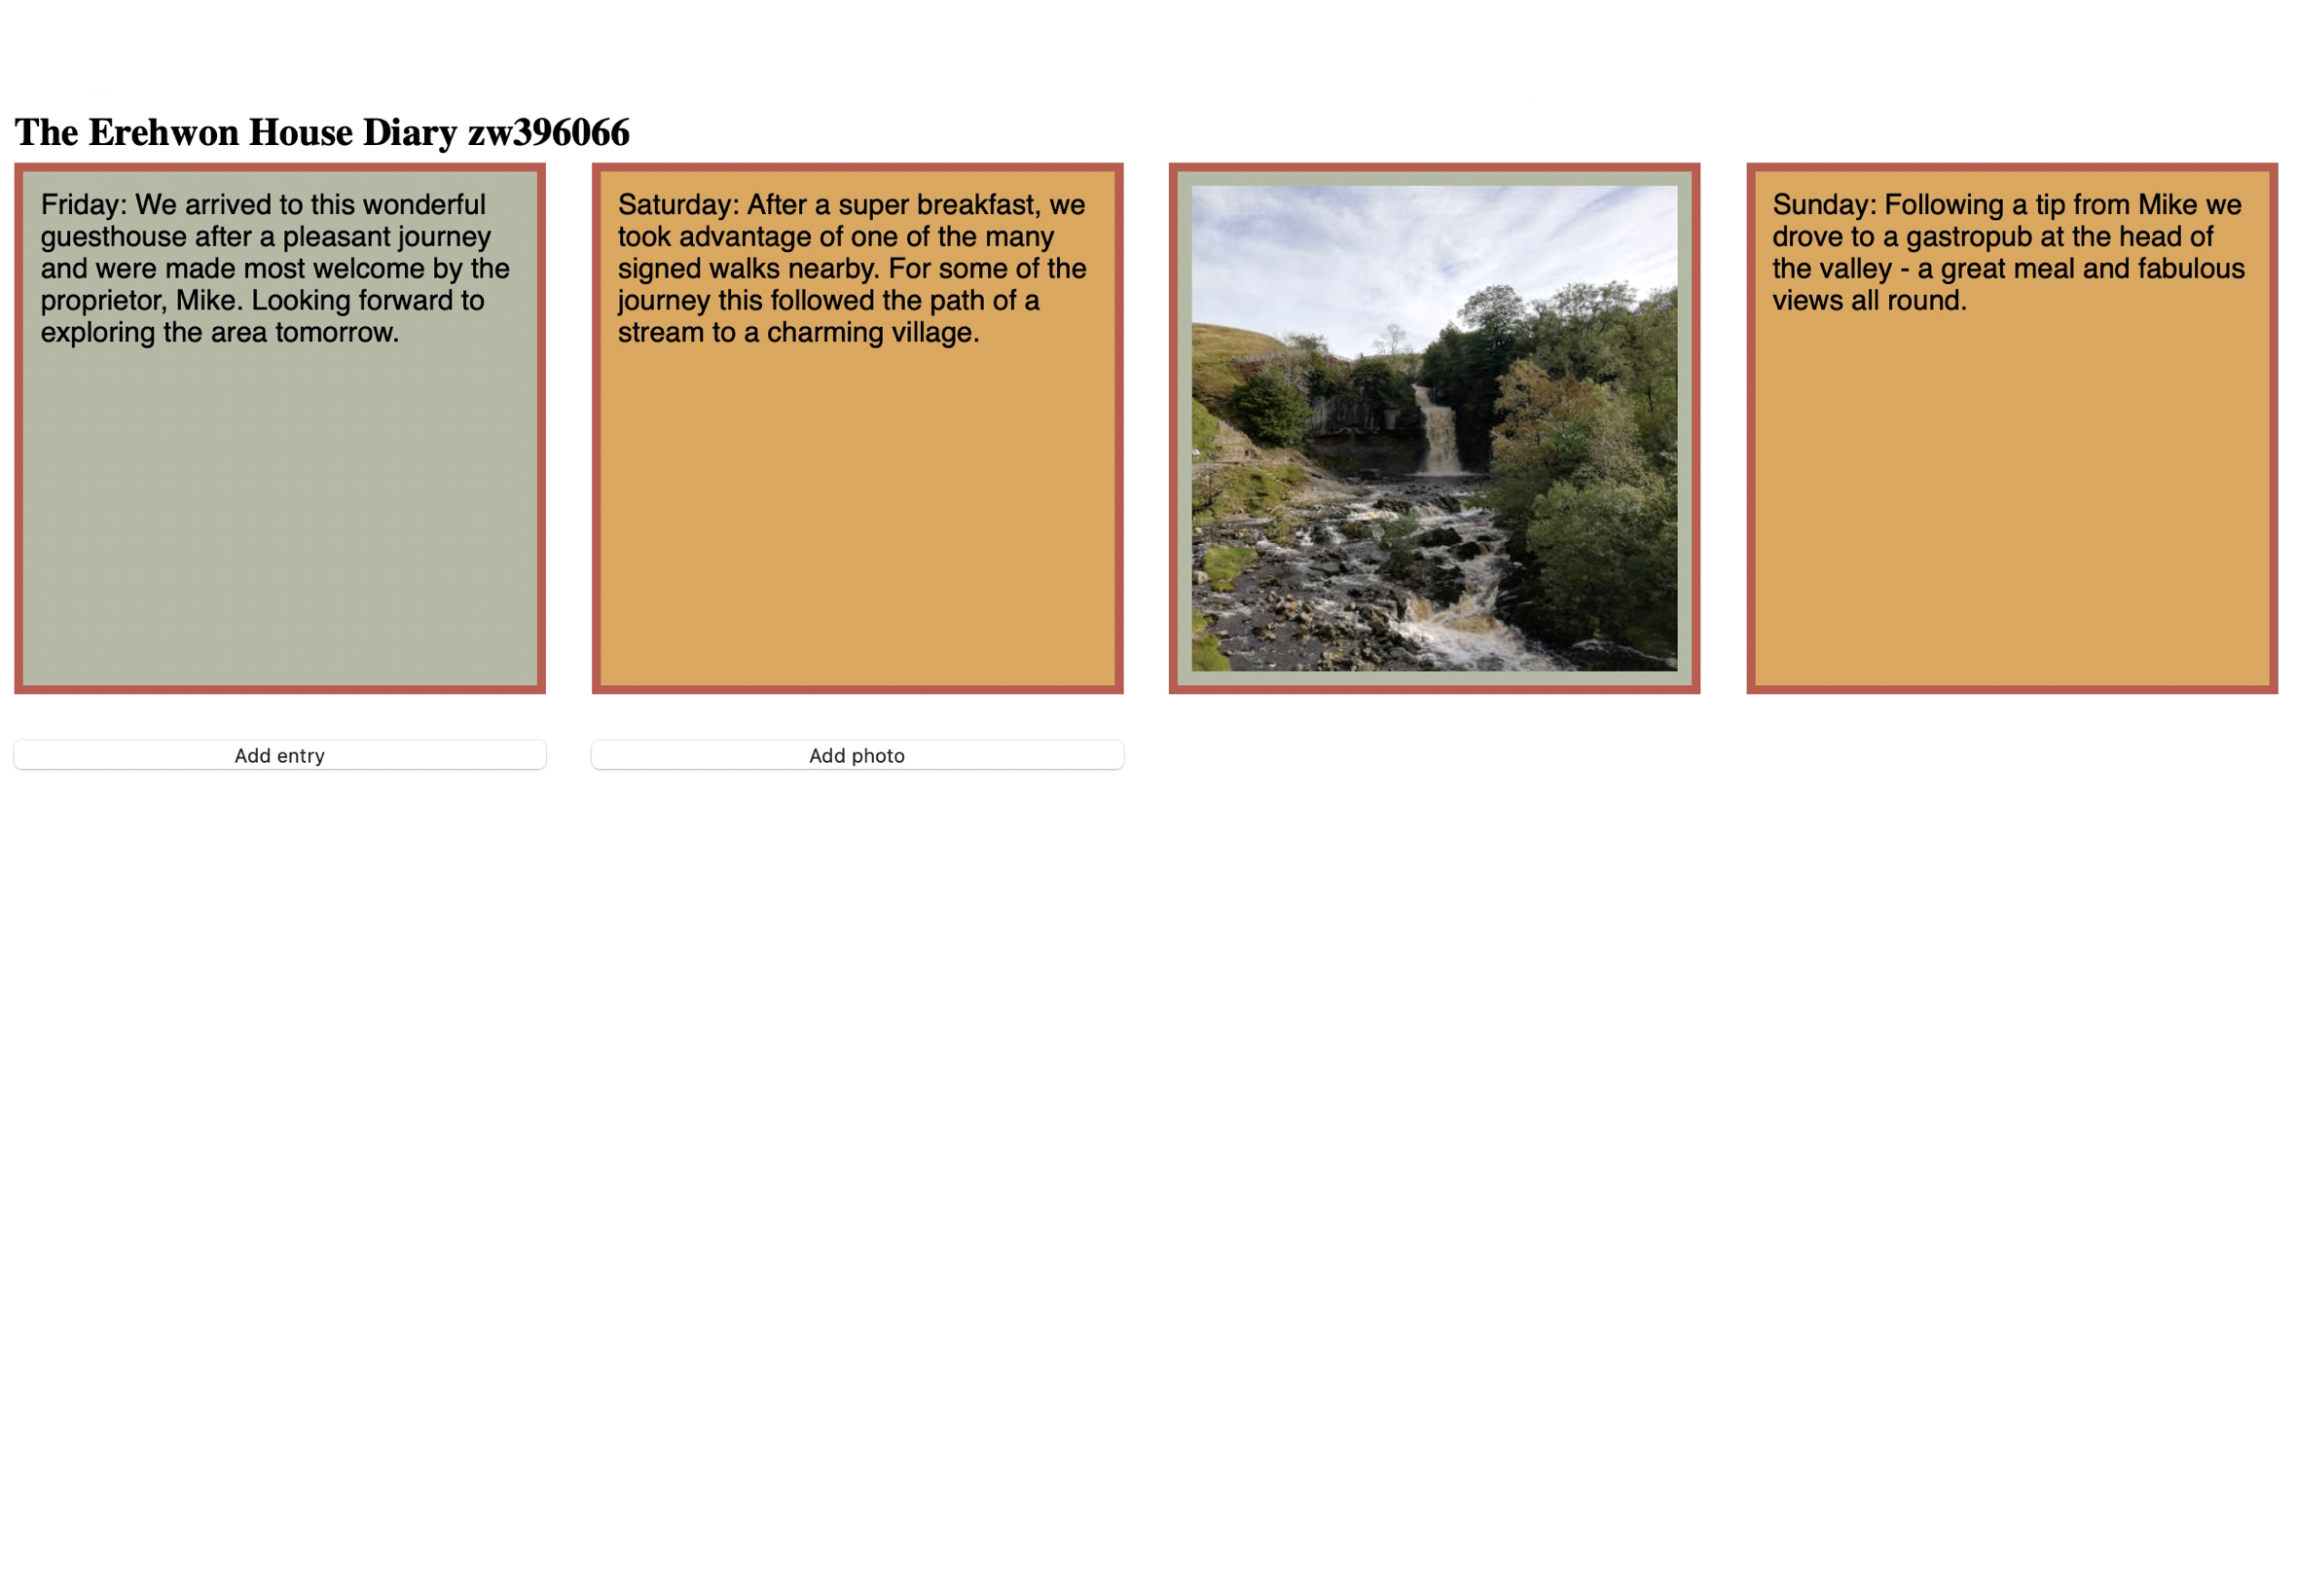 The Erehwon House Diary zw396066
Friday: We arrived to this wonderful
guesthouse after a pleasant journey
and were made most welcome by the
proprietor, Mike. Looking forward to
exploring the area tomorrow.
Saturday: After a super breakfast, we
took advantage of one of the many
signed walks nearby. For some of the
journey this followed the path of a
stream to a charming village.
Sunday: Following a tip from Mike we
drove to a gastropub at the head of
the valley - a great meal and fabulous
views all round.
Add entry
Add photo